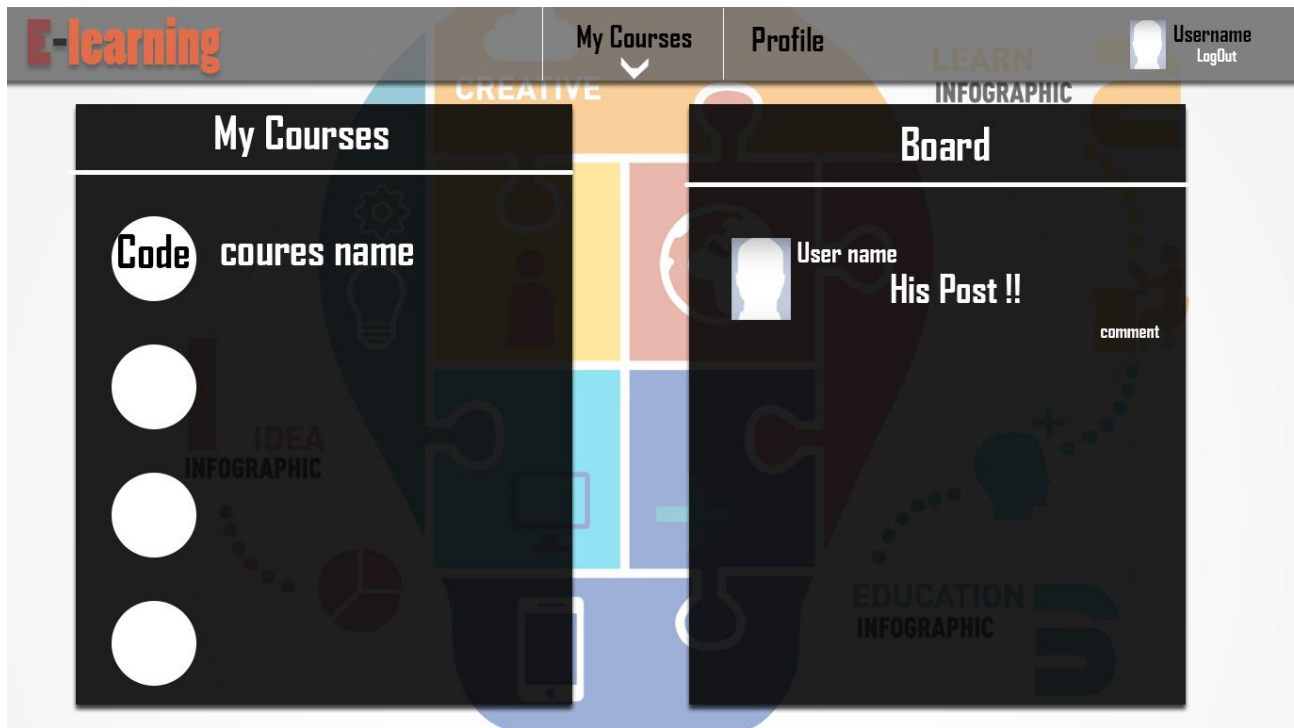 E-learning
My Courses
Profile
Username
LogOut
CREATIVE
LEARN
INFOGRAPHIC
My Courses
Code
coures name
IDEA
INFOGRAPHIC
Board
User name
His Post !!
comment
EDUCATION
INFOGRAPHIC